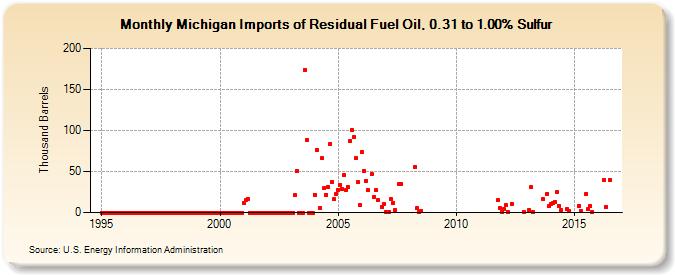 Monthly Michigan Imports of Residual Fuel Oil, 0.31 to 1.00% Sulfur
Thousand Barrels
200
150
100
50
0
1995 2000 2005 2010 2015
Source: U.S. Energy Information Administration